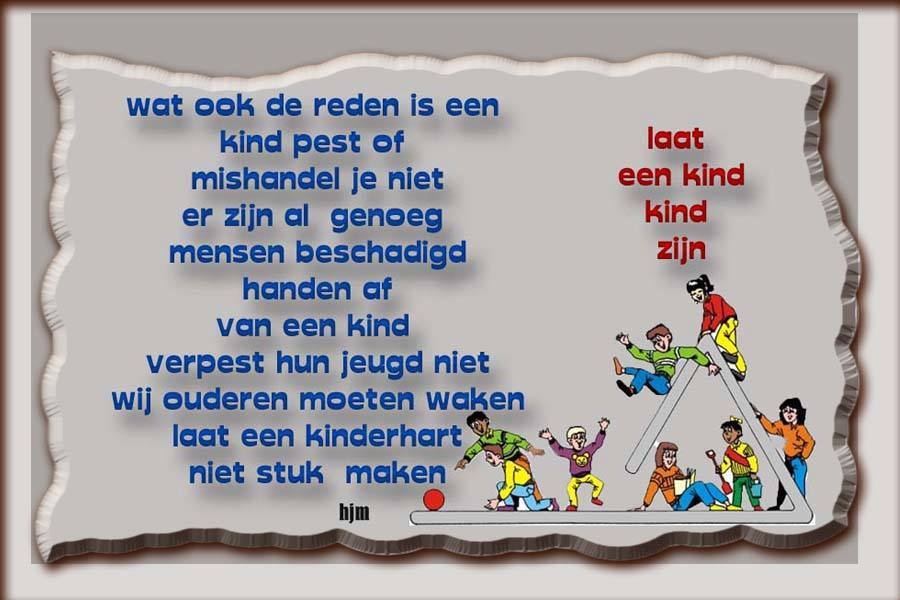 wat ook de reden is een
kind pest of
mishandel je niet
er zijn al genoeg
mensen beschadigd
handen af
van een kind
verpest hun jeugd niet
wij ouderen moeten waken
laat een kinderhart
niet stuk maken
hjm
laat
een kind
kind
zijn